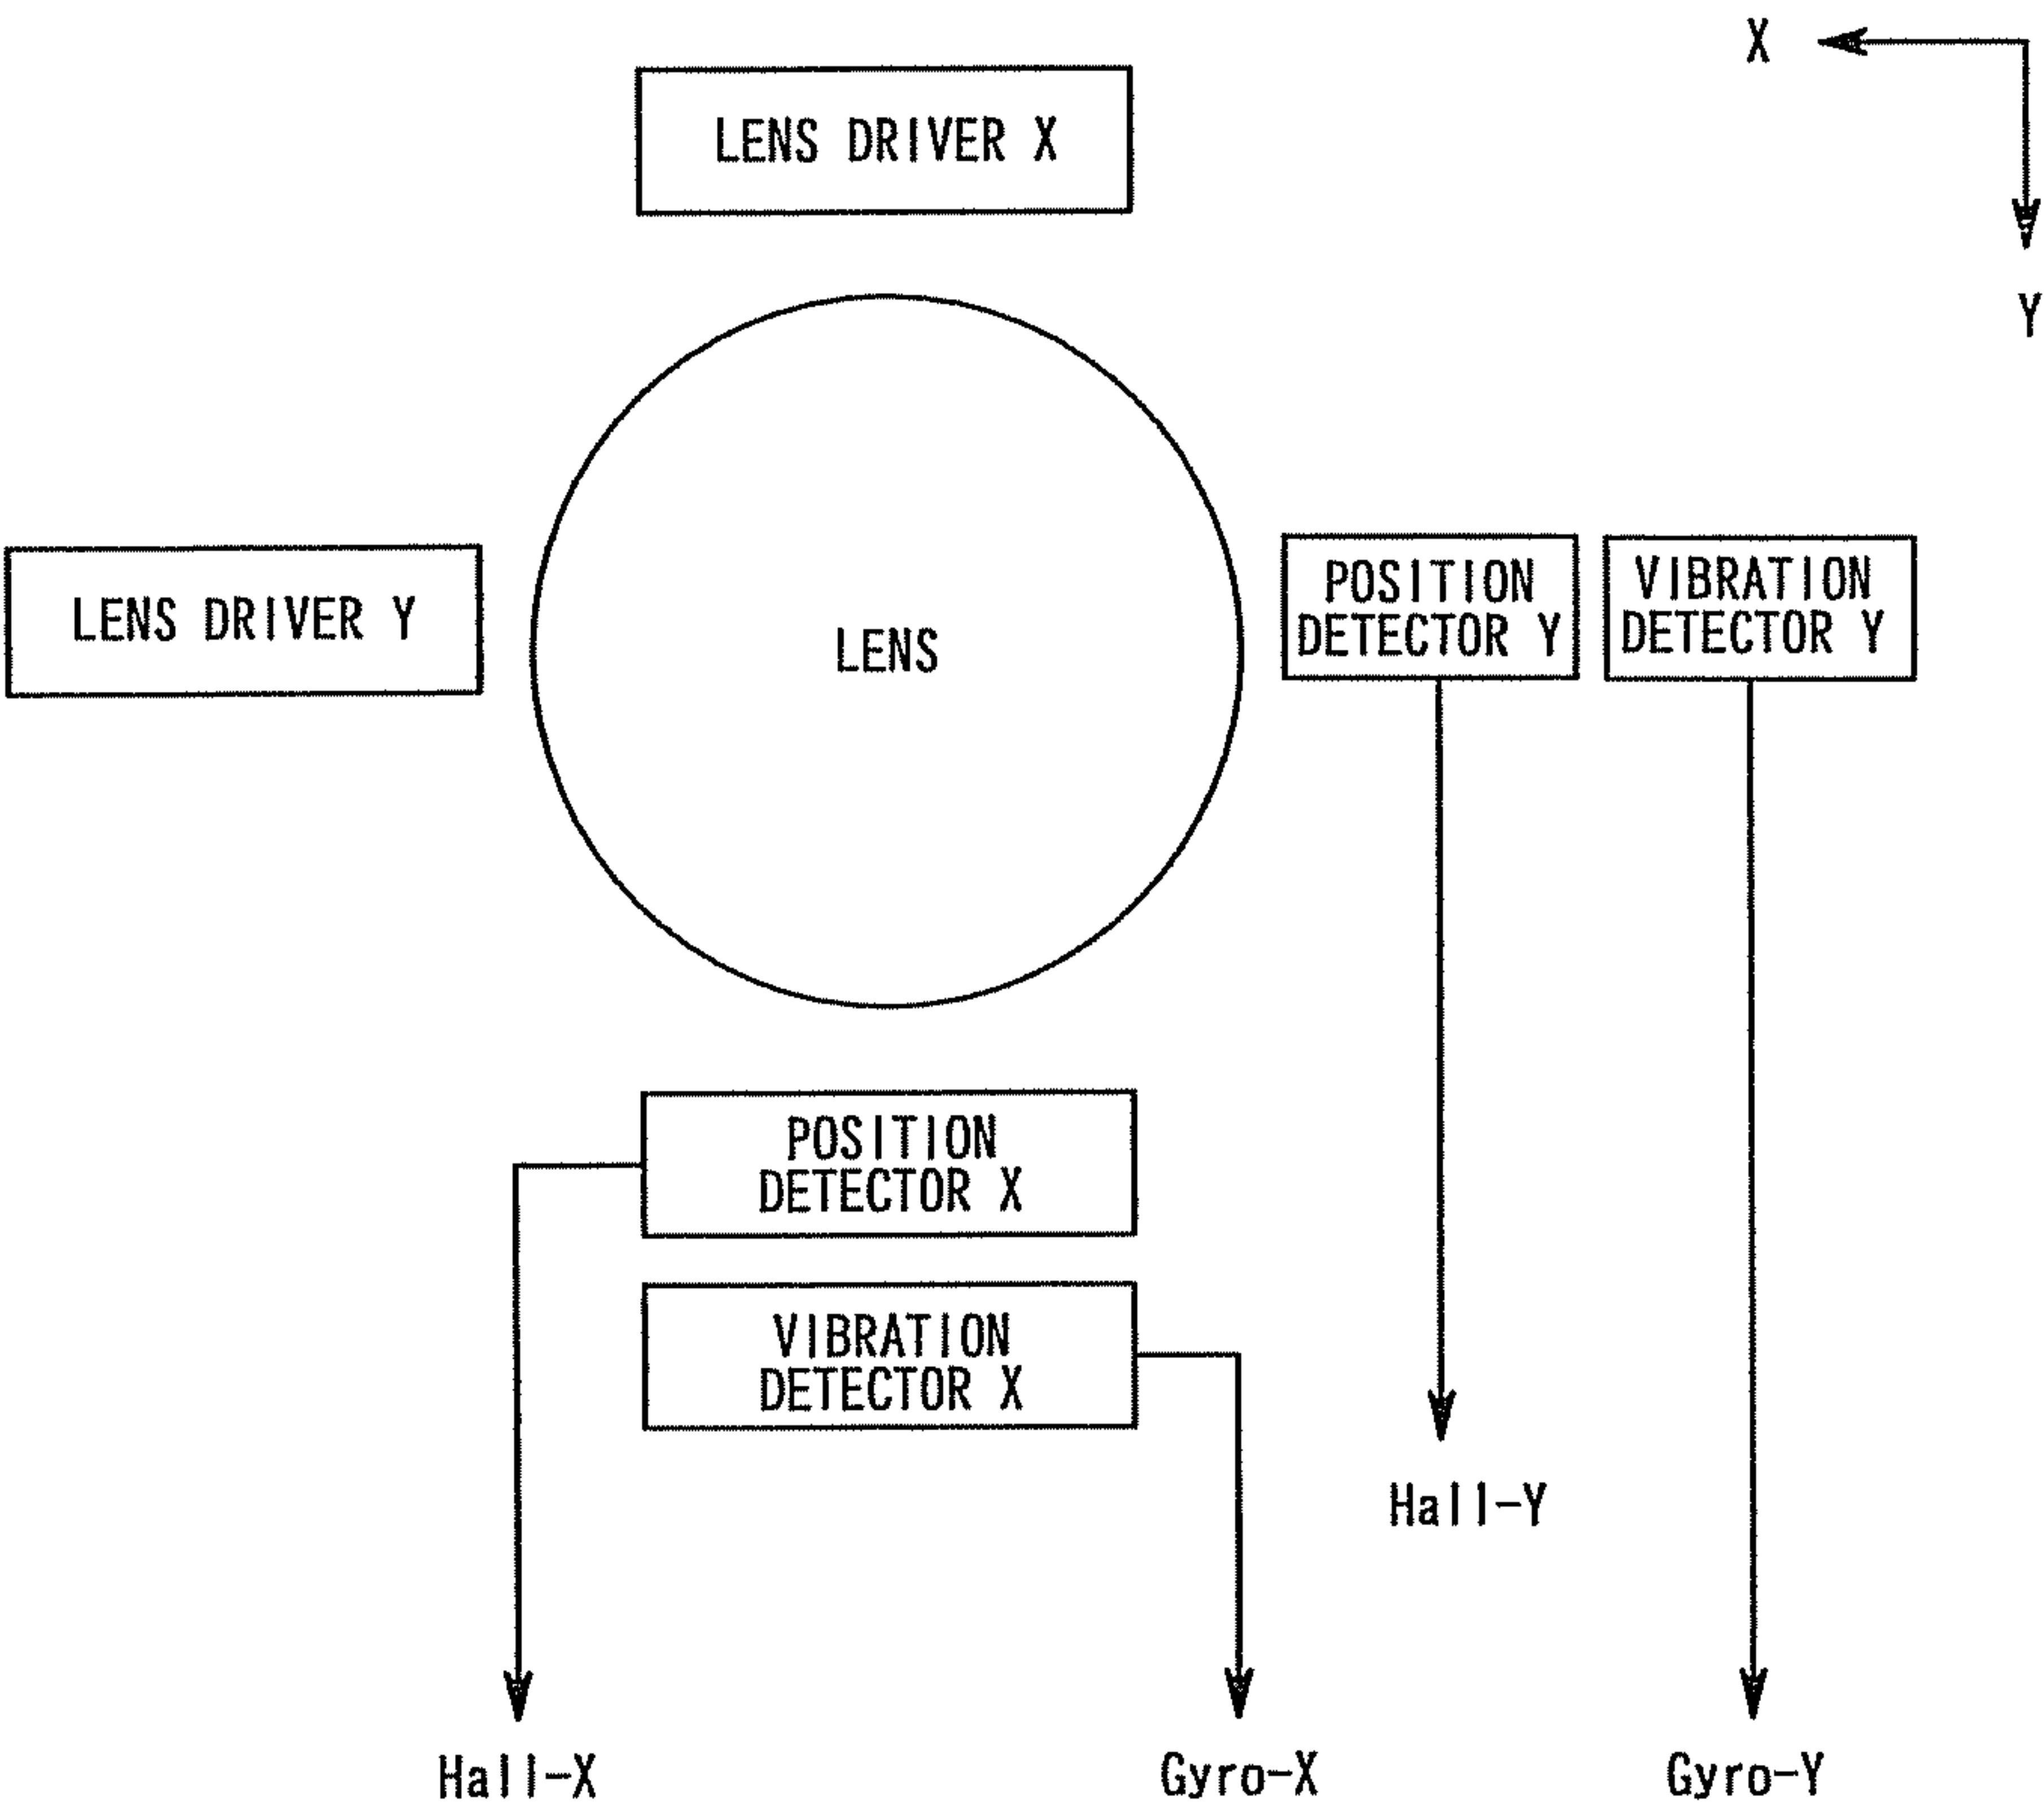 X
LENS DRIVER X
Y
LENS DRIVER Y
LENS
POSITION
DETECTOR Y
VIBRATION
DETECTOR Y
POSITION
DETECTOR X
VIBRATION
DETECTOR X
Hall-Y
Hall-X
Gyro-X
Gyro-Y